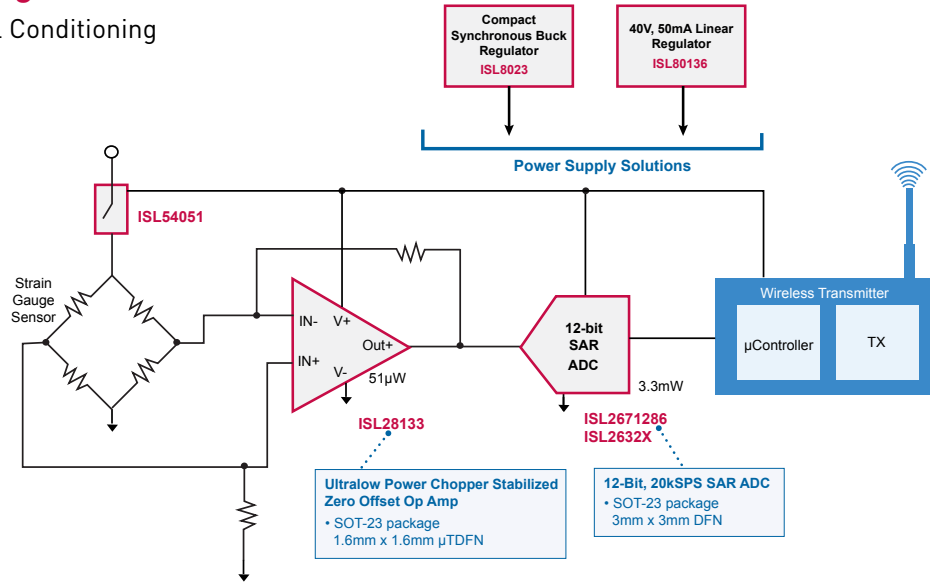 Conditioning
Compact
Synchronous Buck
Regulator
ISL8023
40V, 50mA Linear
Regulator
ISL80136
Power Supply Solutions
ISL54051
Strain
Gauge
Sensor
IN-
V+
IN+
Out+
V-
51µW
12-bit
SAR
ADC
3.3mW
Wireless Transmitter
µController
TX
ISL28133
ISL2671286
ISL2632X
Ultralow Power Chopper Stabilized
Zero Offset Op Amp
• SOT-23 package
1.6mm x 1.6mm µTDFN
12-Bit, 20kSPS SAR ADC
• SOT-23 package
3mm x 3mm DFN